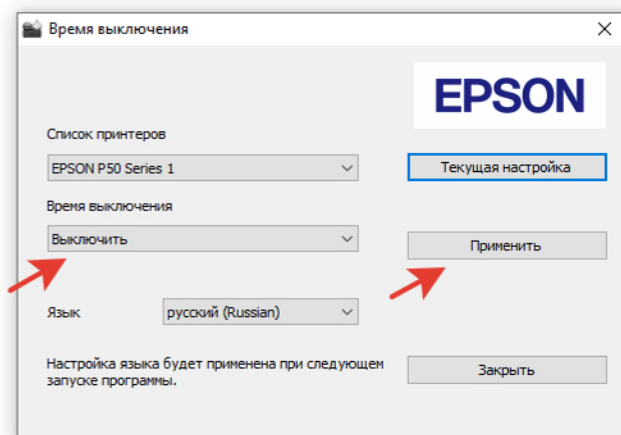 Время выключения
EPSON
Список принтеров
EPSON P50 Series 1
Текущая настройка
Время выключения
Выключить
Применить
Язык
русский (Russian)
Настройка языка будет применена при следующем
запуске программы.
Закрыть